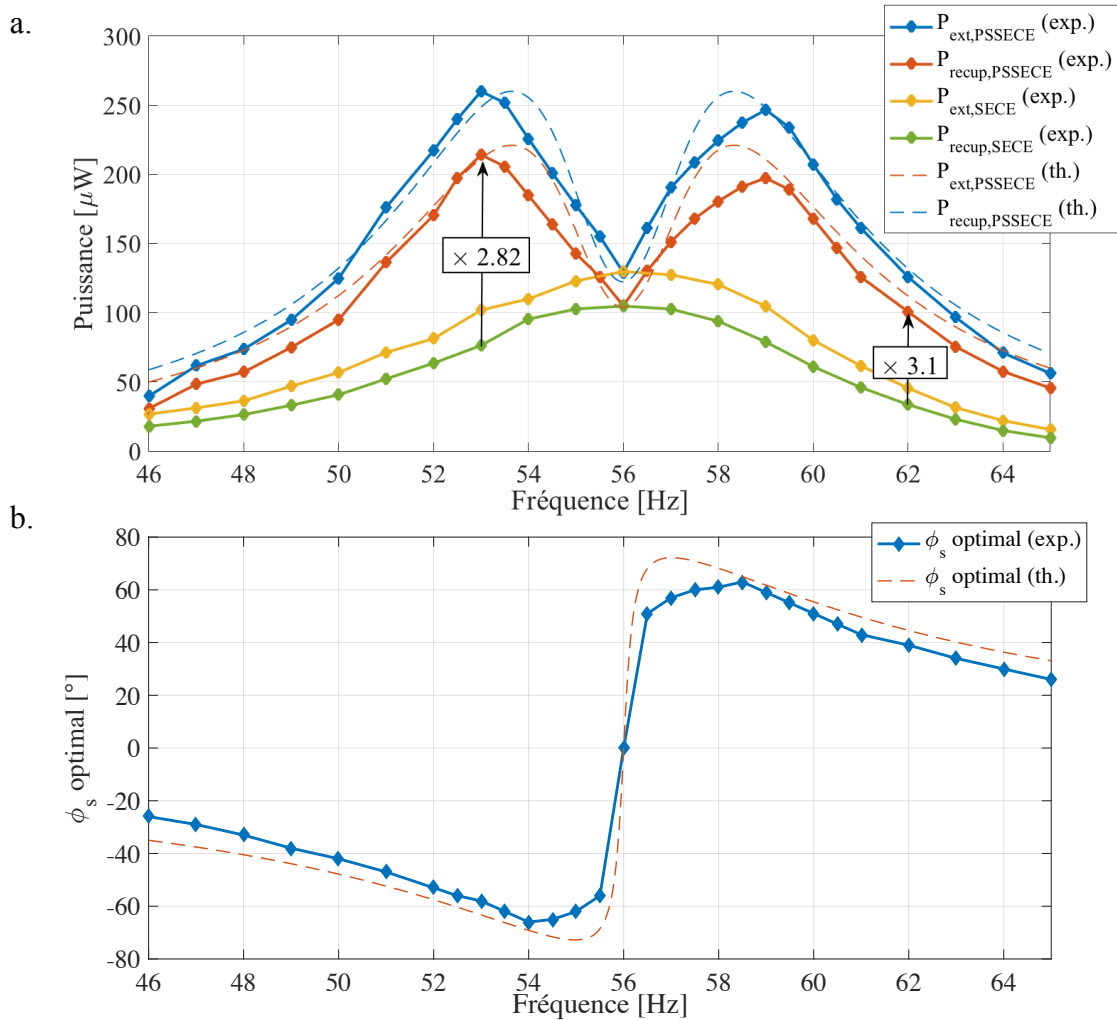 a.
300
250
200
150
100
50
0
Puissance [μW]
P_ext,PSSECE (exp.)
P_recup,PSSECE (exp.)
P_ext,SECE (exp.)
P_recup,SECE (exp.)
P_ext,PSSECE (th.)
P_recup,PSSECE (th.)
× 2.82
× 3.1
46 48 50 52 54 56 58 60 62 64
Fréquence [Hz]
b.
80
60
40
20
0
-20
-40
-60
-80
ϕ_s optimal [°]
ϕ_s optimal (exp.)
ϕ_s optimal (th.)
46 48 50 52 54 56 58 60 62 64
Fréquence [Hz]